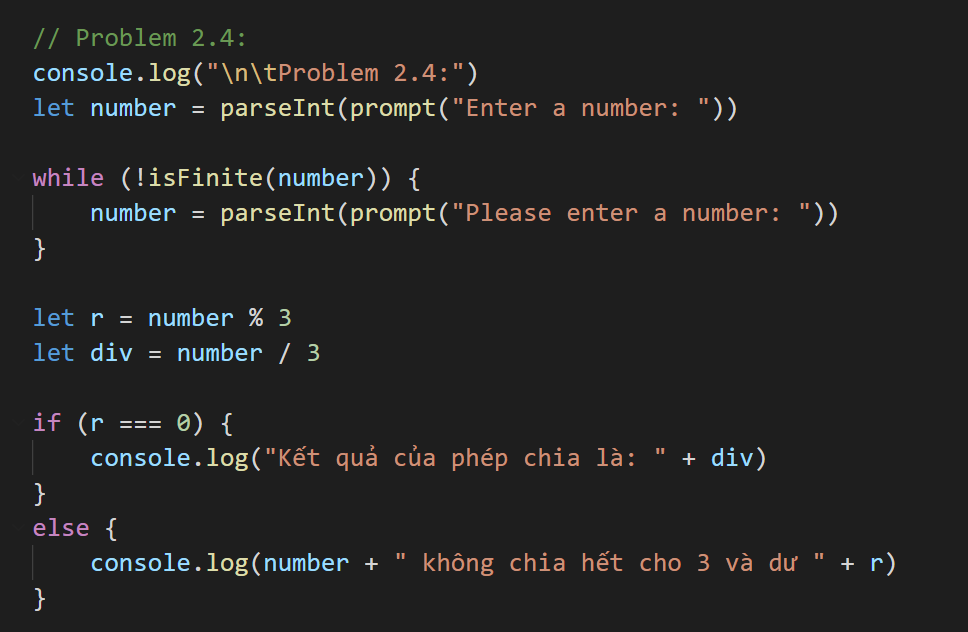 // Problem 2.4:
console.log("\n\tProblem 2.4:")
let number = parseInt(prompt("Enter a number: "))
while (!isFinite(number)) {
    number = parseInt(prompt("Please enter a number: "))
}
let r = number % 3
let div = number / 3
if (r === 0) {
    console.log("Kết quả của phép chia là: " + div)
}
else {
    console.log(number + " không chia hết cho 3 và dư " + r)
}